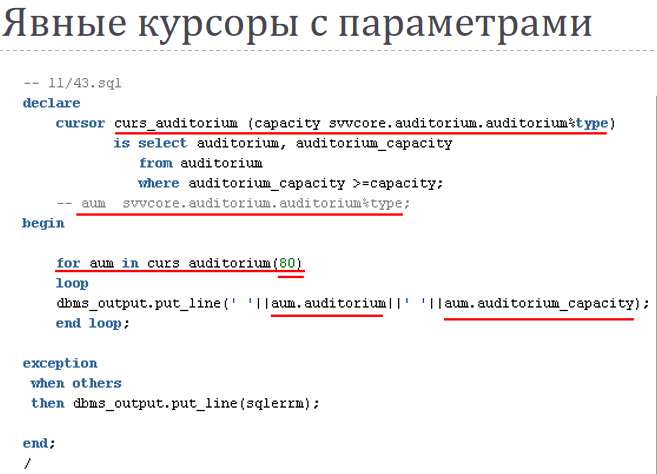 Явные курсоры с параметрами
-- 11/43.sql
declare
cursor curs_auditorium (capacity svvcore.auditorium.auditorium%type)
is select auditorium, auditorium_capacity
from auditorium
where auditorium_capacity >=capacity;
-- aum svvcore.auditorium.auditorium%type;
begin
for aum in curs_auditorium(80)
loop
dbms_output.put_line(' '||aum.auditorium||' '||aum.auditorium_capacity);
end loop;
exception
when others
then dbms_output.put_line(sqlerrm);
end;
/